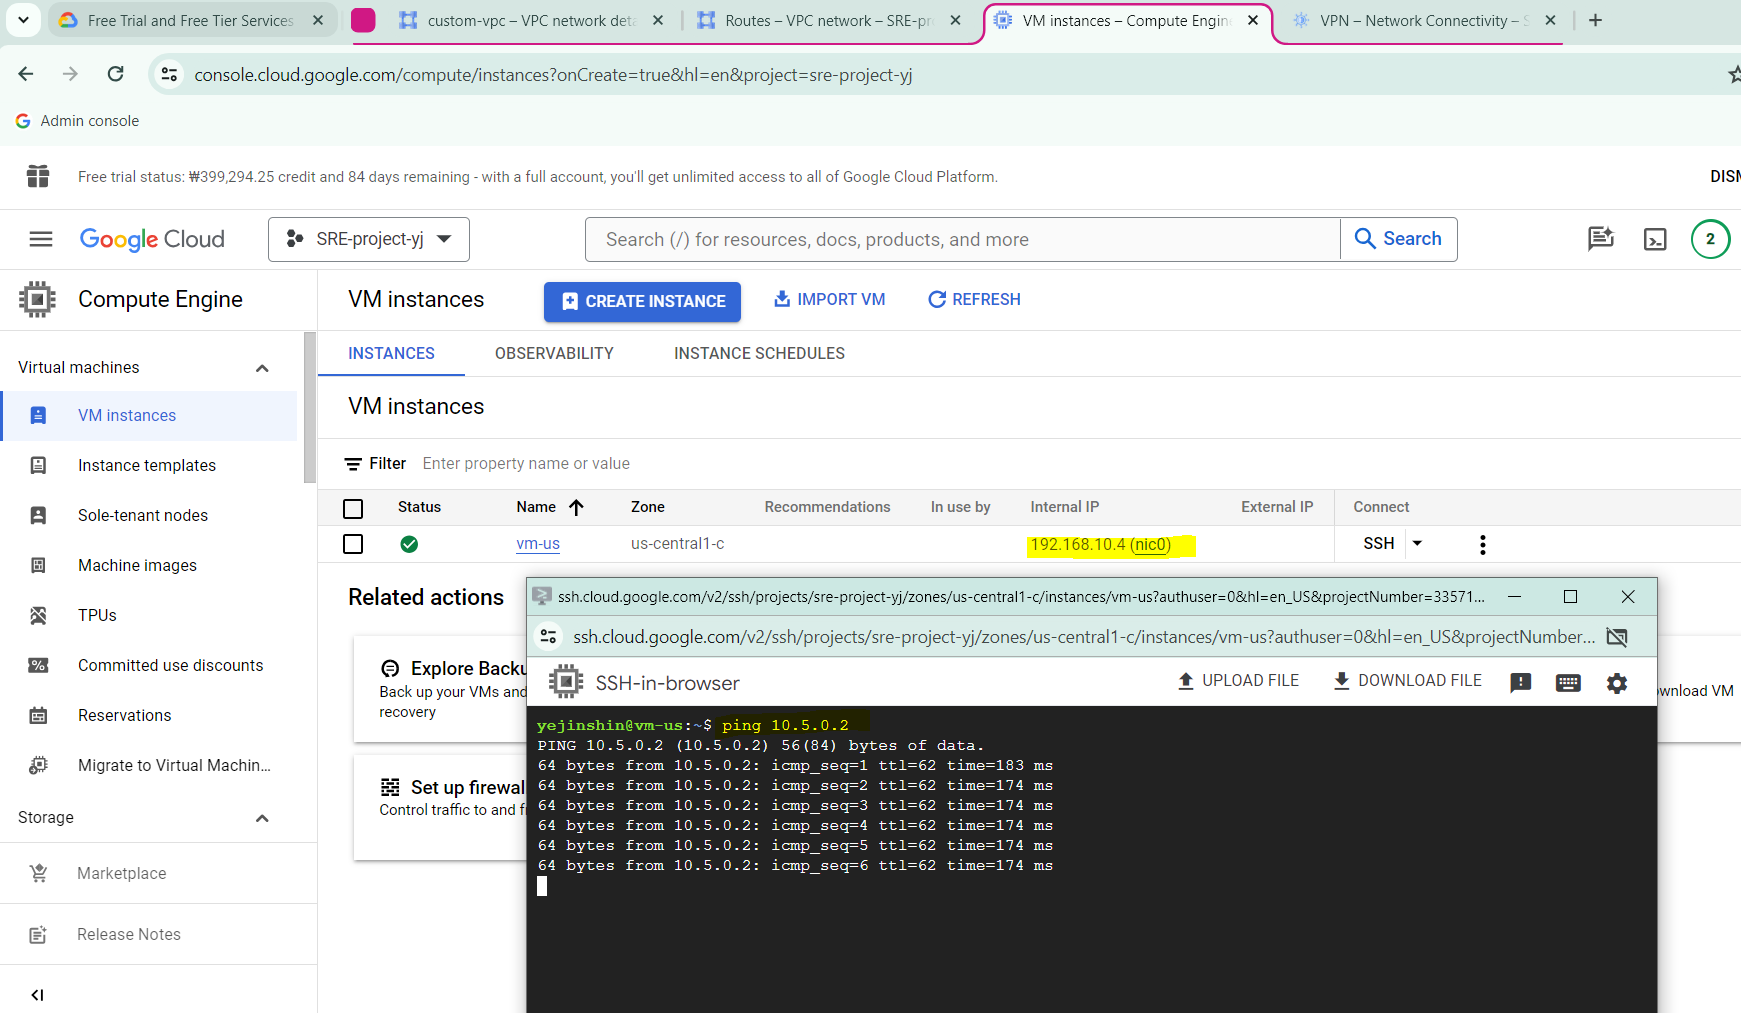 Free Trial and Free Tier Services
custom-vpc – VPC network deta
Routes – VPC network – SRE-pro
VM instances – Compute Engine
VPN – Network Connectivity – S
console.cloud.google.com/compute/instances?onCreate=true&hl=en&project=sre-project-yj
Admin console
Free trial status: ₩399,294.25 credit and 84 days remaining - with a full account, you'll get unlimited access to all of Google Cloud Platform.
DISM
Google Cloud
SRE-project-yj
Search (/) for resources, docs, products, and more
Search
2
Compute Engine
VM instances
CREATE INSTANCE
IMPORT VM
REFRESH
Virtual machines
INSTANCES
OBSERVABILITY
INSTANCE SCHEDULES
VM instances
VM instances
Instance templates
Sole-tenant nodes
Machine images
TPUs
Committed use discounts
Reservations
Migrate to Virtual Machin...
Storage
Marketplace
Release Notes
Filter
Enter property name or value
Status
Name
Zone
Recommendations
In use by
Internal IP
External IP
Connect
vm-us
us-central1-c
192.168.10.4 (nic0)
SSH
Related actions
Explore Backu
Back up your VMs and
recovery
Set up firewal
Control traffic to and f
ownload VM
ssh.cloud.google.com/v2/ssh/projects/sre-project-yj/zones/us-central1-c/instances/vm-us?authuser=0&hl=en_US&projectNumber=33571...
ssh.cloud.google.com/v2/ssh/projects/sre-project-yj/zones/us-central1-c/instances/vm-us?authuser=0&hl=en_US&projectNumber...
SSH-in-browser
UPLOAD FILE
DOWNLOAD FILE
yejinshin@vm-us:~$ ping 10.5.0.2
PING 10.5.0.2 (10.5.0.2) 56(84) bytes of data.
64 bytes from 10.5.0.2: icmp_seq=1 ttl=62 time=183 ms
64 bytes from 10.5.0.2: icmp_seq=2 ttl=62 time=174 ms
64 bytes from 10.5.0.2: icmp_seq=3 ttl=62 time=174 ms
64 bytes from 10.5.0.2: icmp_seq=4 ttl=62 time=174 ms
64 bytes from 10.5.0.2: icmp_seq=5 ttl=62 time=174 ms
64 bytes from 10.5.0.2: icmp_seq=6 ttl=62 time=174 ms